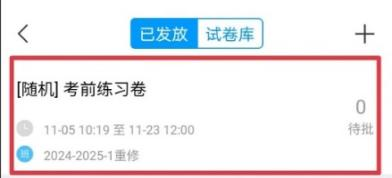 已发放 试卷库
[随机] 考前练习卷
0
11-05 10:19 至 11-23 12:00
待批
班 2024-2025-1重修